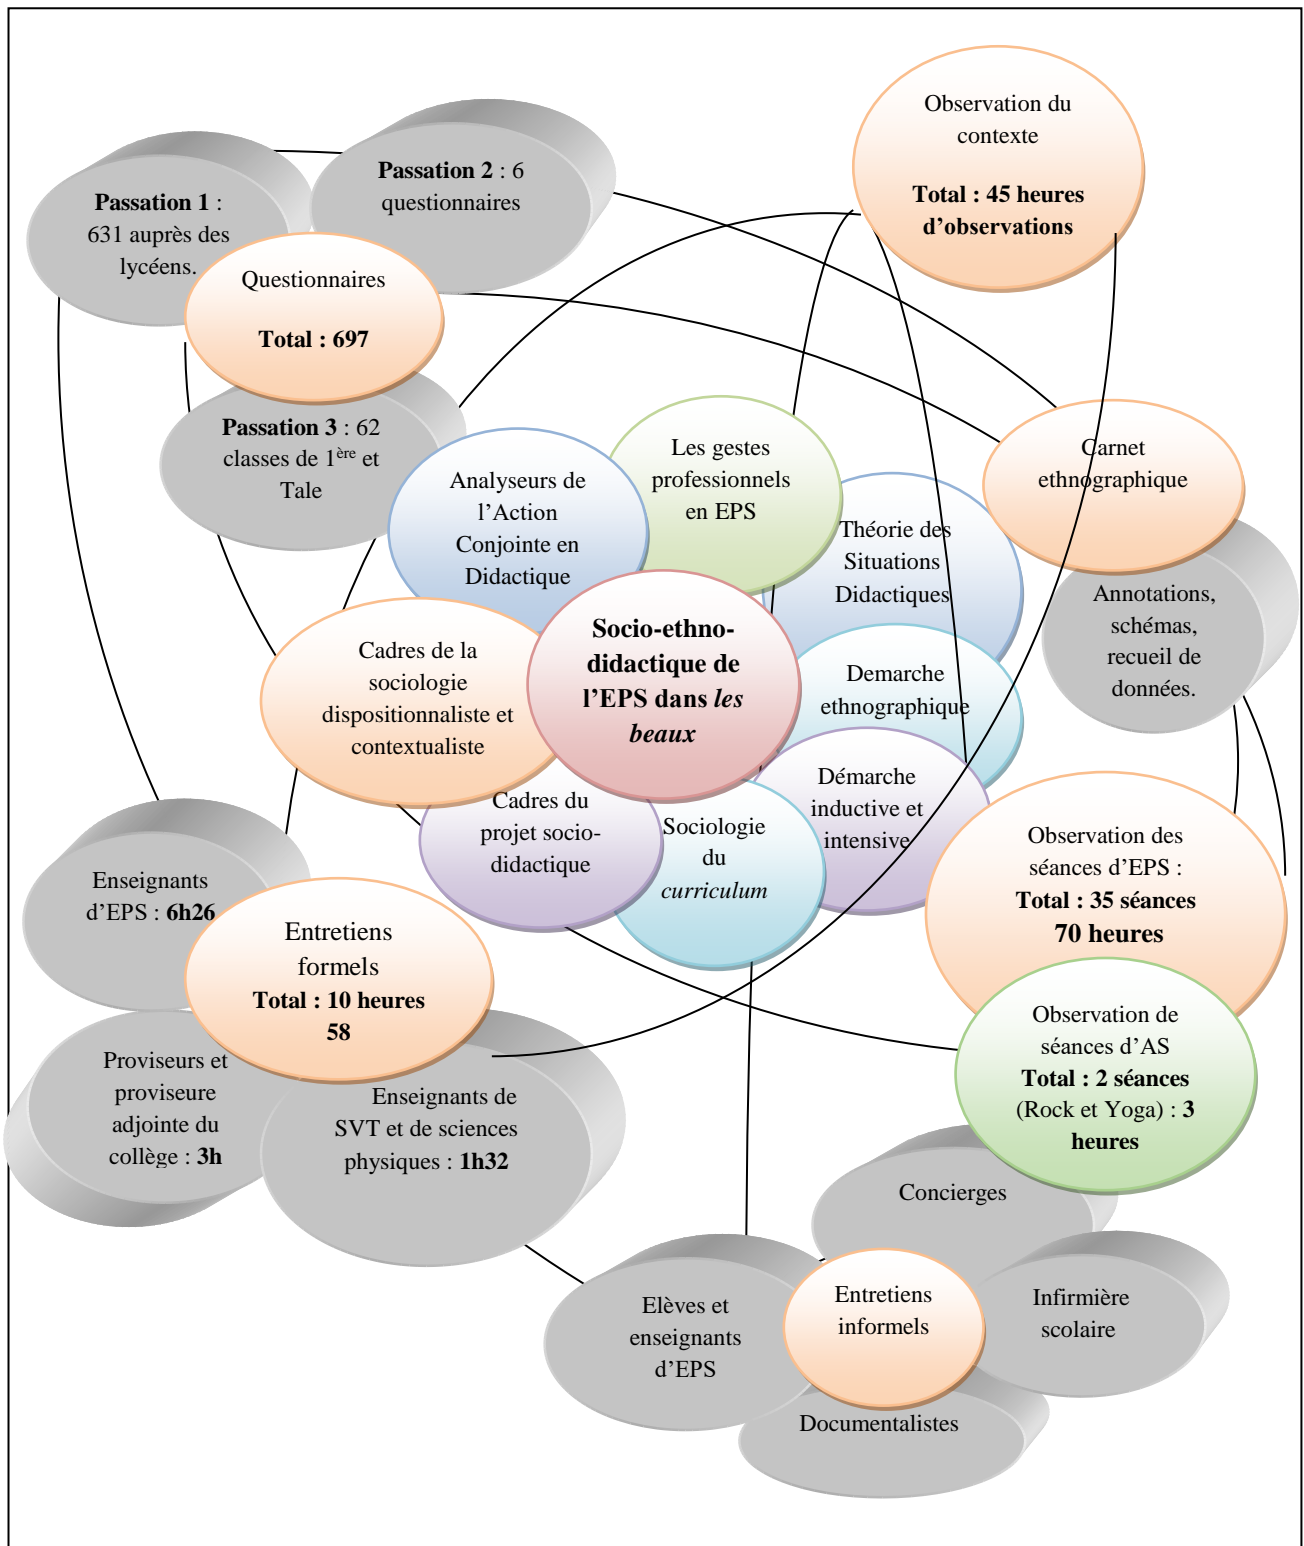 Observation du
contexte
Total : 45 heures
d’observations
Passation 1 :
631 auprès des
lycéens.
Passation 2 : 6
questionnaires
Questionnaires
Total : 697
Passation 3 : 62
classes de 1ère et
Tale
Carnet
ethnographique
Annotations,
schémas,
recueil de
données.
Analyseurs de
l’Action
Conjointe en
Didactique
Les gestes
professionnels
en EPS
Théorie des
Situations
Didactiques
Cadres de la
sociologie
dispositionnaliste et
contextualiste
Socio-ethno-
didactique de
l’EPS dans les
beaux
Demarche
ethnographique
Démarche
inductive et
intensive
Cadres du
projet socio-
didactique
Sociologie
du
curriculum
Observation des
séances d’EPS :
Total : 35 séances
70 heures
Enseignants
d’EPS : 6h26
Entretiens
formels
Total : 10 heures
58
Proviseurs et
proviseure
adjointe du
collège : 3h
Enseignants de
SVT et de sciences
physiques : 1h32
Observation de
séances d’AS
Total : 2 séances
(Rock et Yoga) : 3
heures
Concierges
Elèves et
enseignants
d’EPS
Entretiens
informels
Infirmière
scolaire
Documentalistes